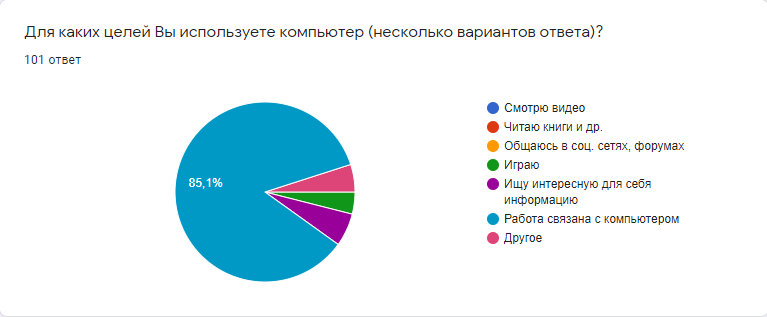 Для каких целей Вы используете компьютер (несколько вариантов ответа)?
101 ответ
85,1%
Смотрю видео
Читаю книги и др.
Общаюсь в соц. сетях, форумах
Играю
Ищу интересную для себя
информацию
Работа связана с компьютером
Другое